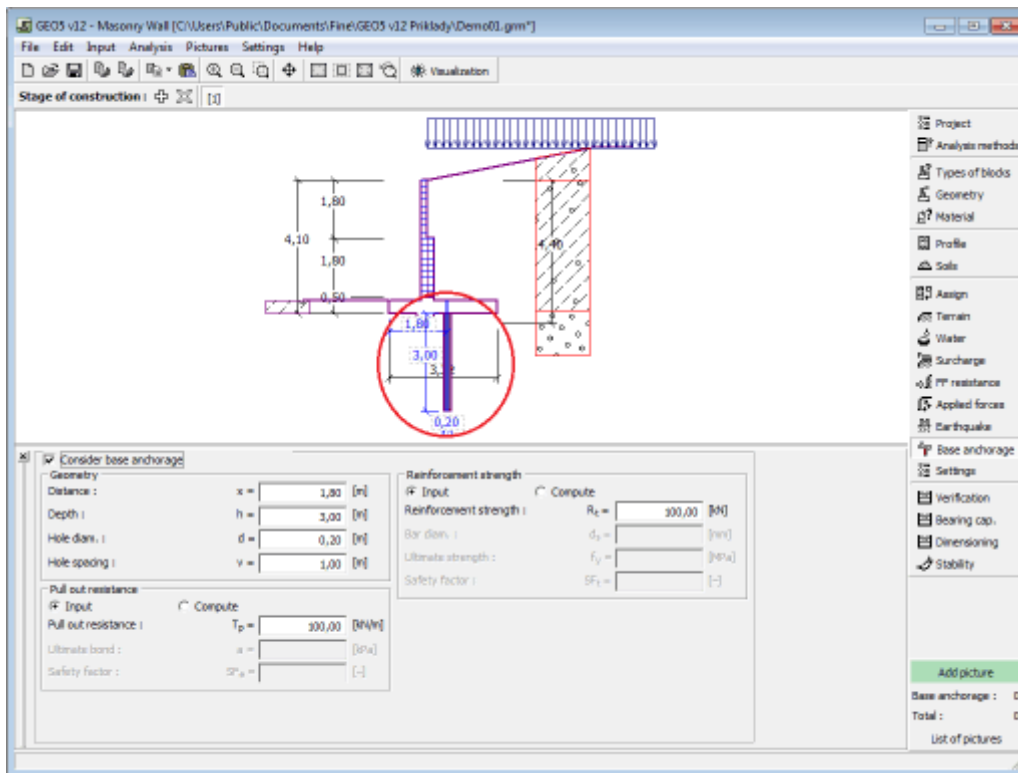 GEO5 v12 - Masonry Wall [C:\Users\Public\Documents\Fine\GEO5 v12 Priklady\Demo01.gmr*]
File Edit Input Analysis Pictures Settings Help
Visualization
Stage of construction : [1]
1,80
4,10
1,80
0,50
4,40
1,80
3,00
0,20
Project
Analysis methods
Types of blocks
Geometry
Material
Profile
Soils
Assign
Terrain
Water
Surcharge
FF resistance
Applied forces
Earthquake
Base anchorage
Settings
Verification
Bearing cap.
Dimensioning
Stability
Consider base anchorage
Geometry
Distance : x = 1,80 [m]
Depth : h = 3,00 [m]
Hole diam. : d = 0,20 [m]
Hole spacing : v = 1,00 [m]
Pull out resistance
Input Compute
Pull out resistance : Tp = 100,00 [kN/m]
Ultimate bond : a = [kPa]
Safety factor : SFe = [-]
Reinforcement strength
Input Compute
Reinforcement strength : Rt = 100,00 [kN]
Bar diam. : ds = [mm]
Ultimate strength : fy = [MPa]
Safety factor : SFt = [-]
Add picture
Base anchorage :
Total :
List of pictures